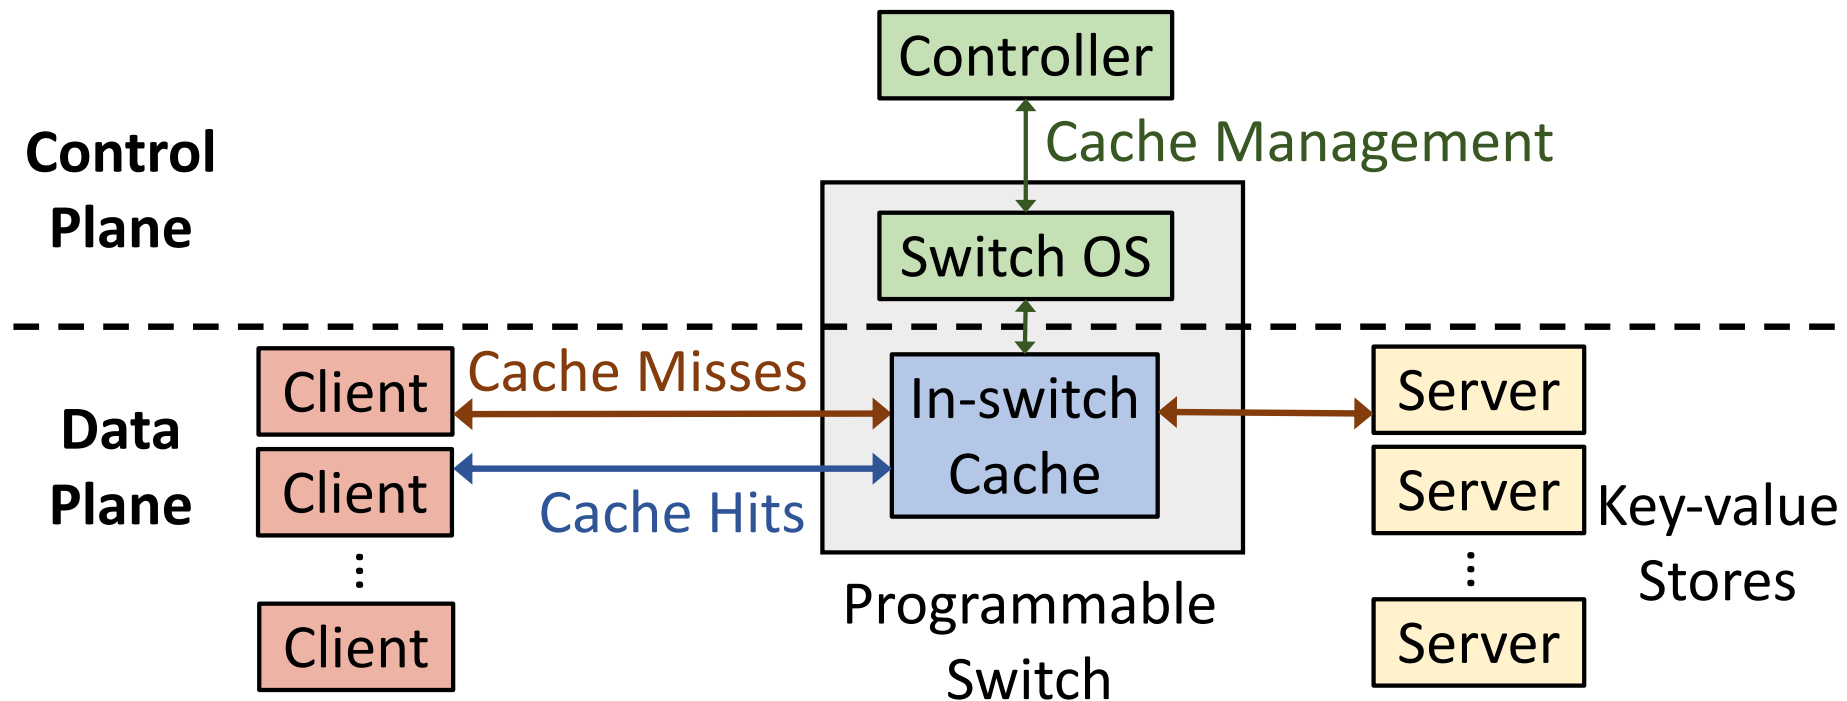 Controller
Cache Management
Control
Plane
Switch OS
Client
Cache Misses
In-switch
Cache
Server
Data
Plane
Client
Cache Hits
Server
Key-value
Stores
⋮
⋮
Programmable
Switch
Client
Server